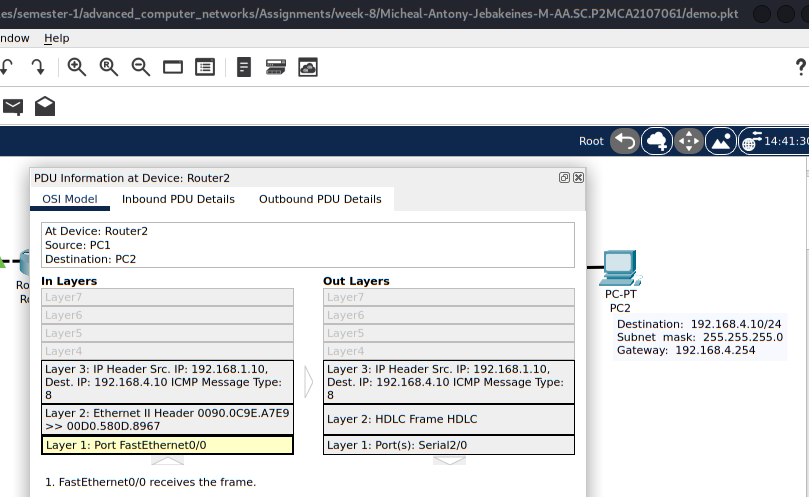 es/semester-1/advanced_computer_networks/Assignments/week-8/Micheal-Antony-Jebakeines-M-AA.SC.P2MCA2107061/demo.pkt
ndow Help
?
Root 14:41:30
PDU Information at Device: Router2
OSI Model Inbound PDU Details Outbound PDU Details
At Device: Router2
Source: PC1
Destination: PC2
In Layers
Layer7
Layer6
Layer5
Layer4
Layer 3: IP Header Src. IP: 192.168.1.10,
Dest. IP: 192.168.4.10 ICMP Message Type:
8
Layer 2: Ethernet II Header 0090.0C9E.A7E9
>> 00D0.580D.8967
Layer 1: Port FastEthernet0/0
Out Layers
Layer7
Layer6
Layer5
Layer4
Layer 3: IP Header Src. IP: 192.168.1.10,
Dest. IP: 192.168.4.10 ICMP Message Type:
8
Layer 2: HDLC Frame HDLC
Layer 1: Port(s): Serial2/0
1. FastEthernet0/0 receives the frame.
Ro
Ro
PC-PT
PC2
Destination: 192.168.4.10/24
Subnet mask: 255.255.255.0
Gateway: 192.168.4.254